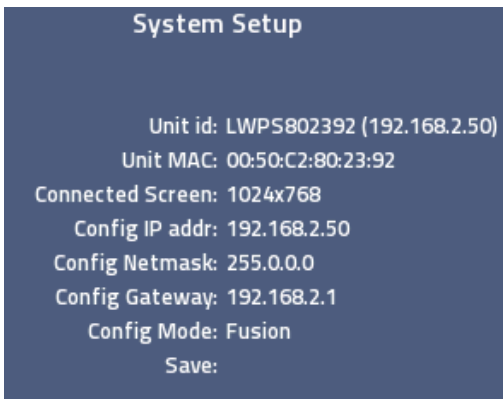 System Setup
Unit id: LWPS802392 (192.168.2.50)
Unit MAC: 00:50:C2:80:23:92
Connected Screen: 1024x768
Config IP addr: 192.168.2.50
Config Netmask: 255.0.0.0
Config Gateway: 192.168.2.1
Config Mode: Fusion
Save: